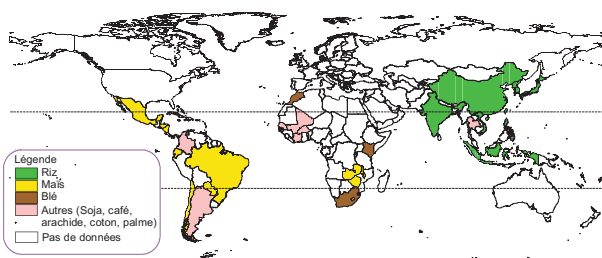 Légende
Riz
Maïs
Blé
Autres (Soja, café,
arachide, coton, palme)
Pas de données